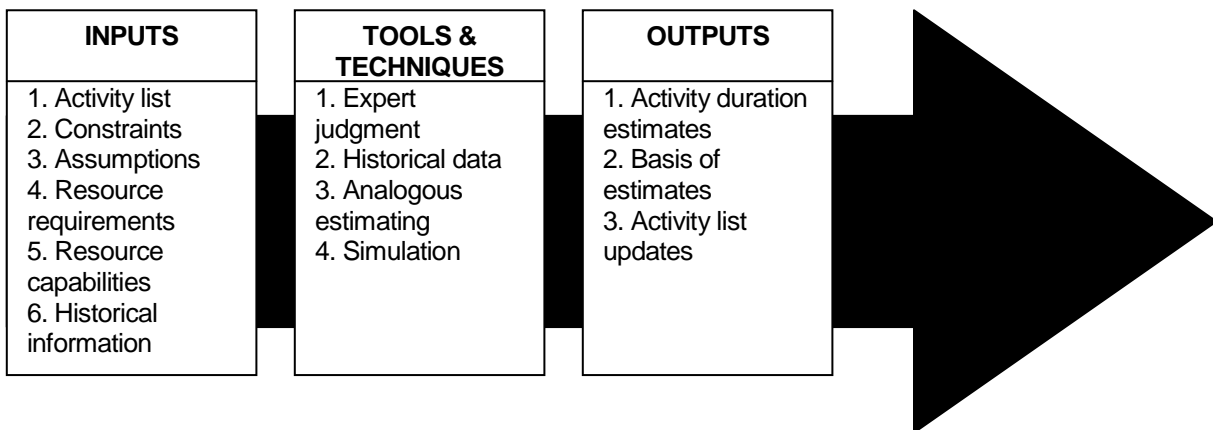 INPUTS
1. Activity list
2. Constraints
3. Assumptions
4. Resource
requirements
5. Resource
capabilities
6. Historical
information
TOOLS &
TECHNIQUES
1. Expert
judgment
2. Historical data
3. Analogous
estimating
4. Simulation
OUTPUTS
1. Activity duration
estimates
2. Basis of
estimates
3. Activity list
updates